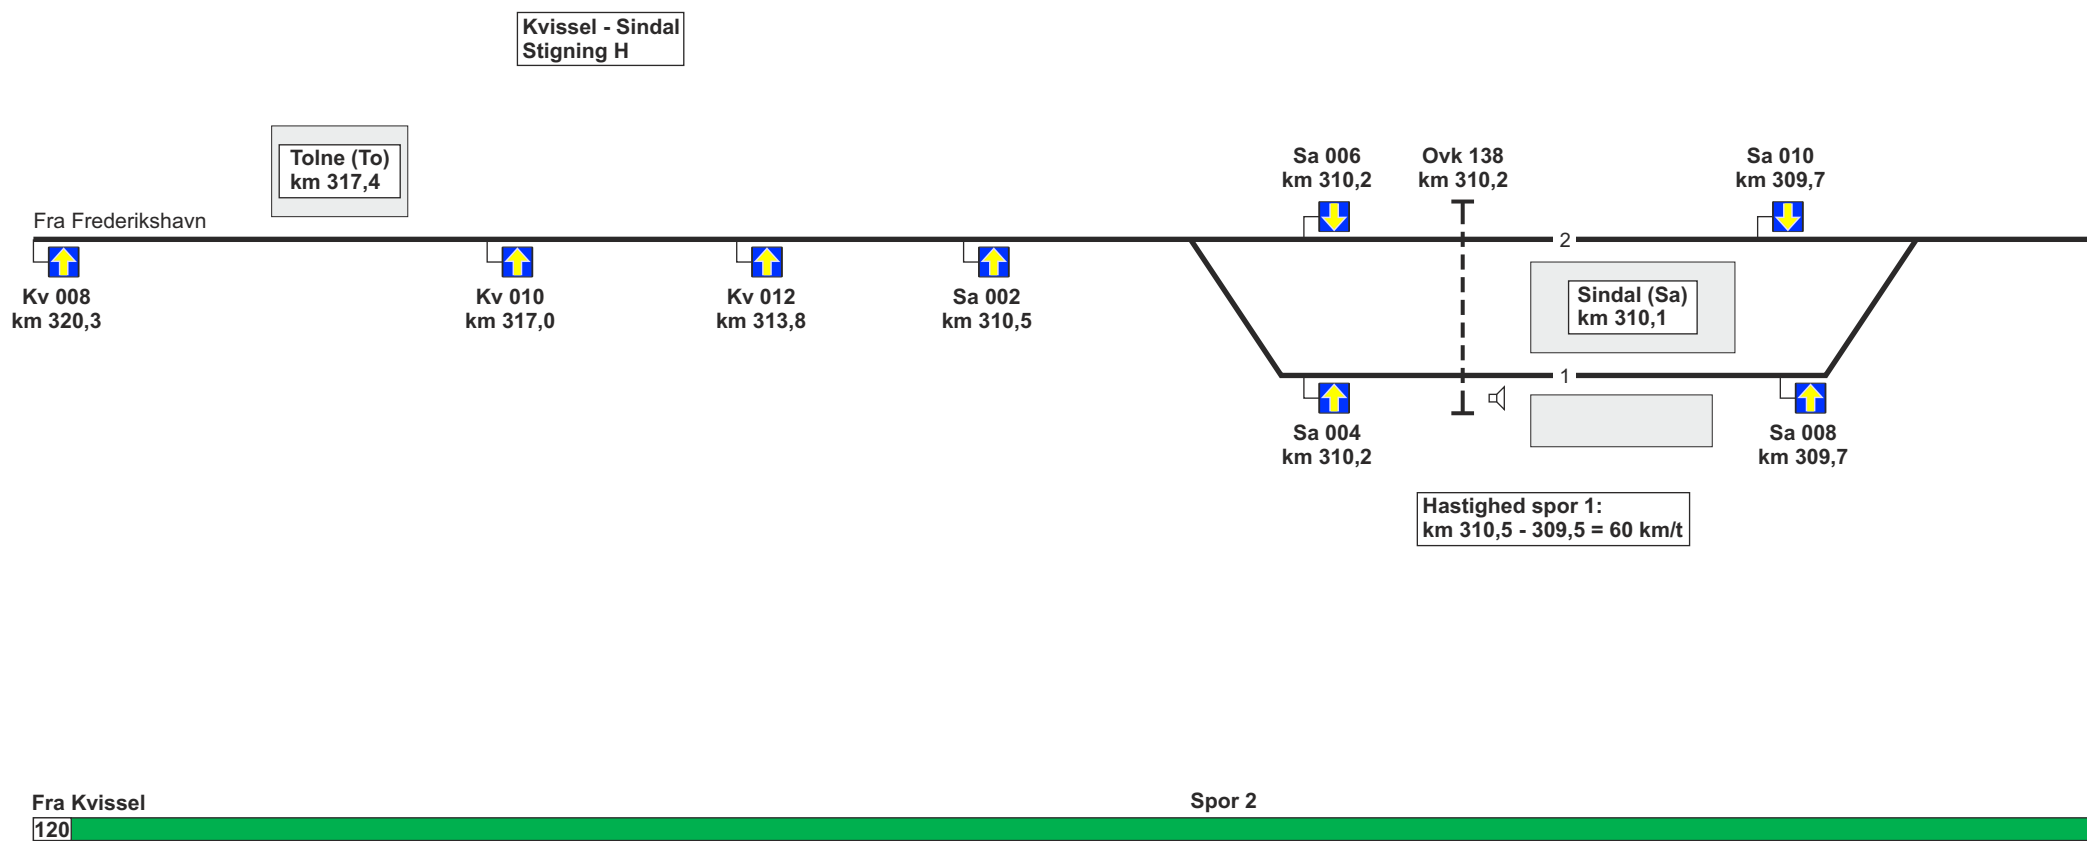 Kvissel - Sindal
Stigning H
Tolne (To)
km 317,4
Sa 006
km 310,2
Ovk 138
km 310,2
Sa 010
km 309,7
Fra Frederikshavn
2
Kv 008
km 320,3
Kv 010
km 317,0
Kv 012
km 313,8
Sa 002
km 310,5
Sindal (Sa)
km 310,1
1
Sa 004
km 310,2
Sa 008
km 309,7
Hastighed spor 1:
km 310,5 - 309,5 = 60 km/t
Fra Kvissel
Spor 2
120